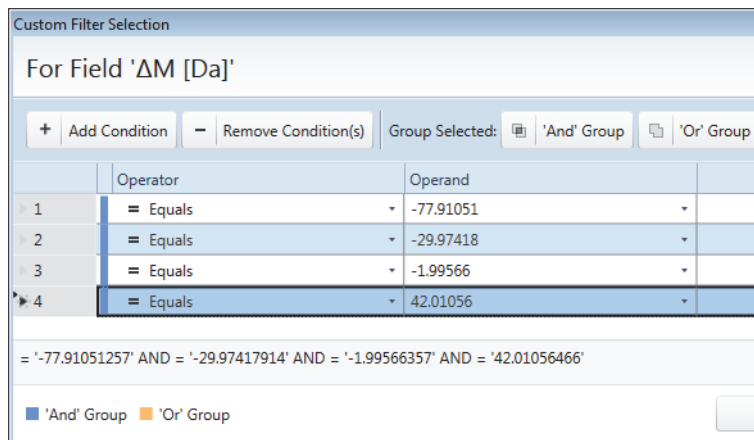 Custom Filter Selection
For Field 'ΔM [Da]'
+ Add Condition − Remove Condition(s) Group Selected: 'And' Group 'Or' Group
Operator Operand
1 = Equals -77.91051
2 = Equals -29.97418
3 = Equals -1.99566
4 = Equals 42.01056
= '-77.91051257' AND = '-29.97417914' AND = '-1.99566357' AND = '42.01056466'
'And' Group 'Or' Group